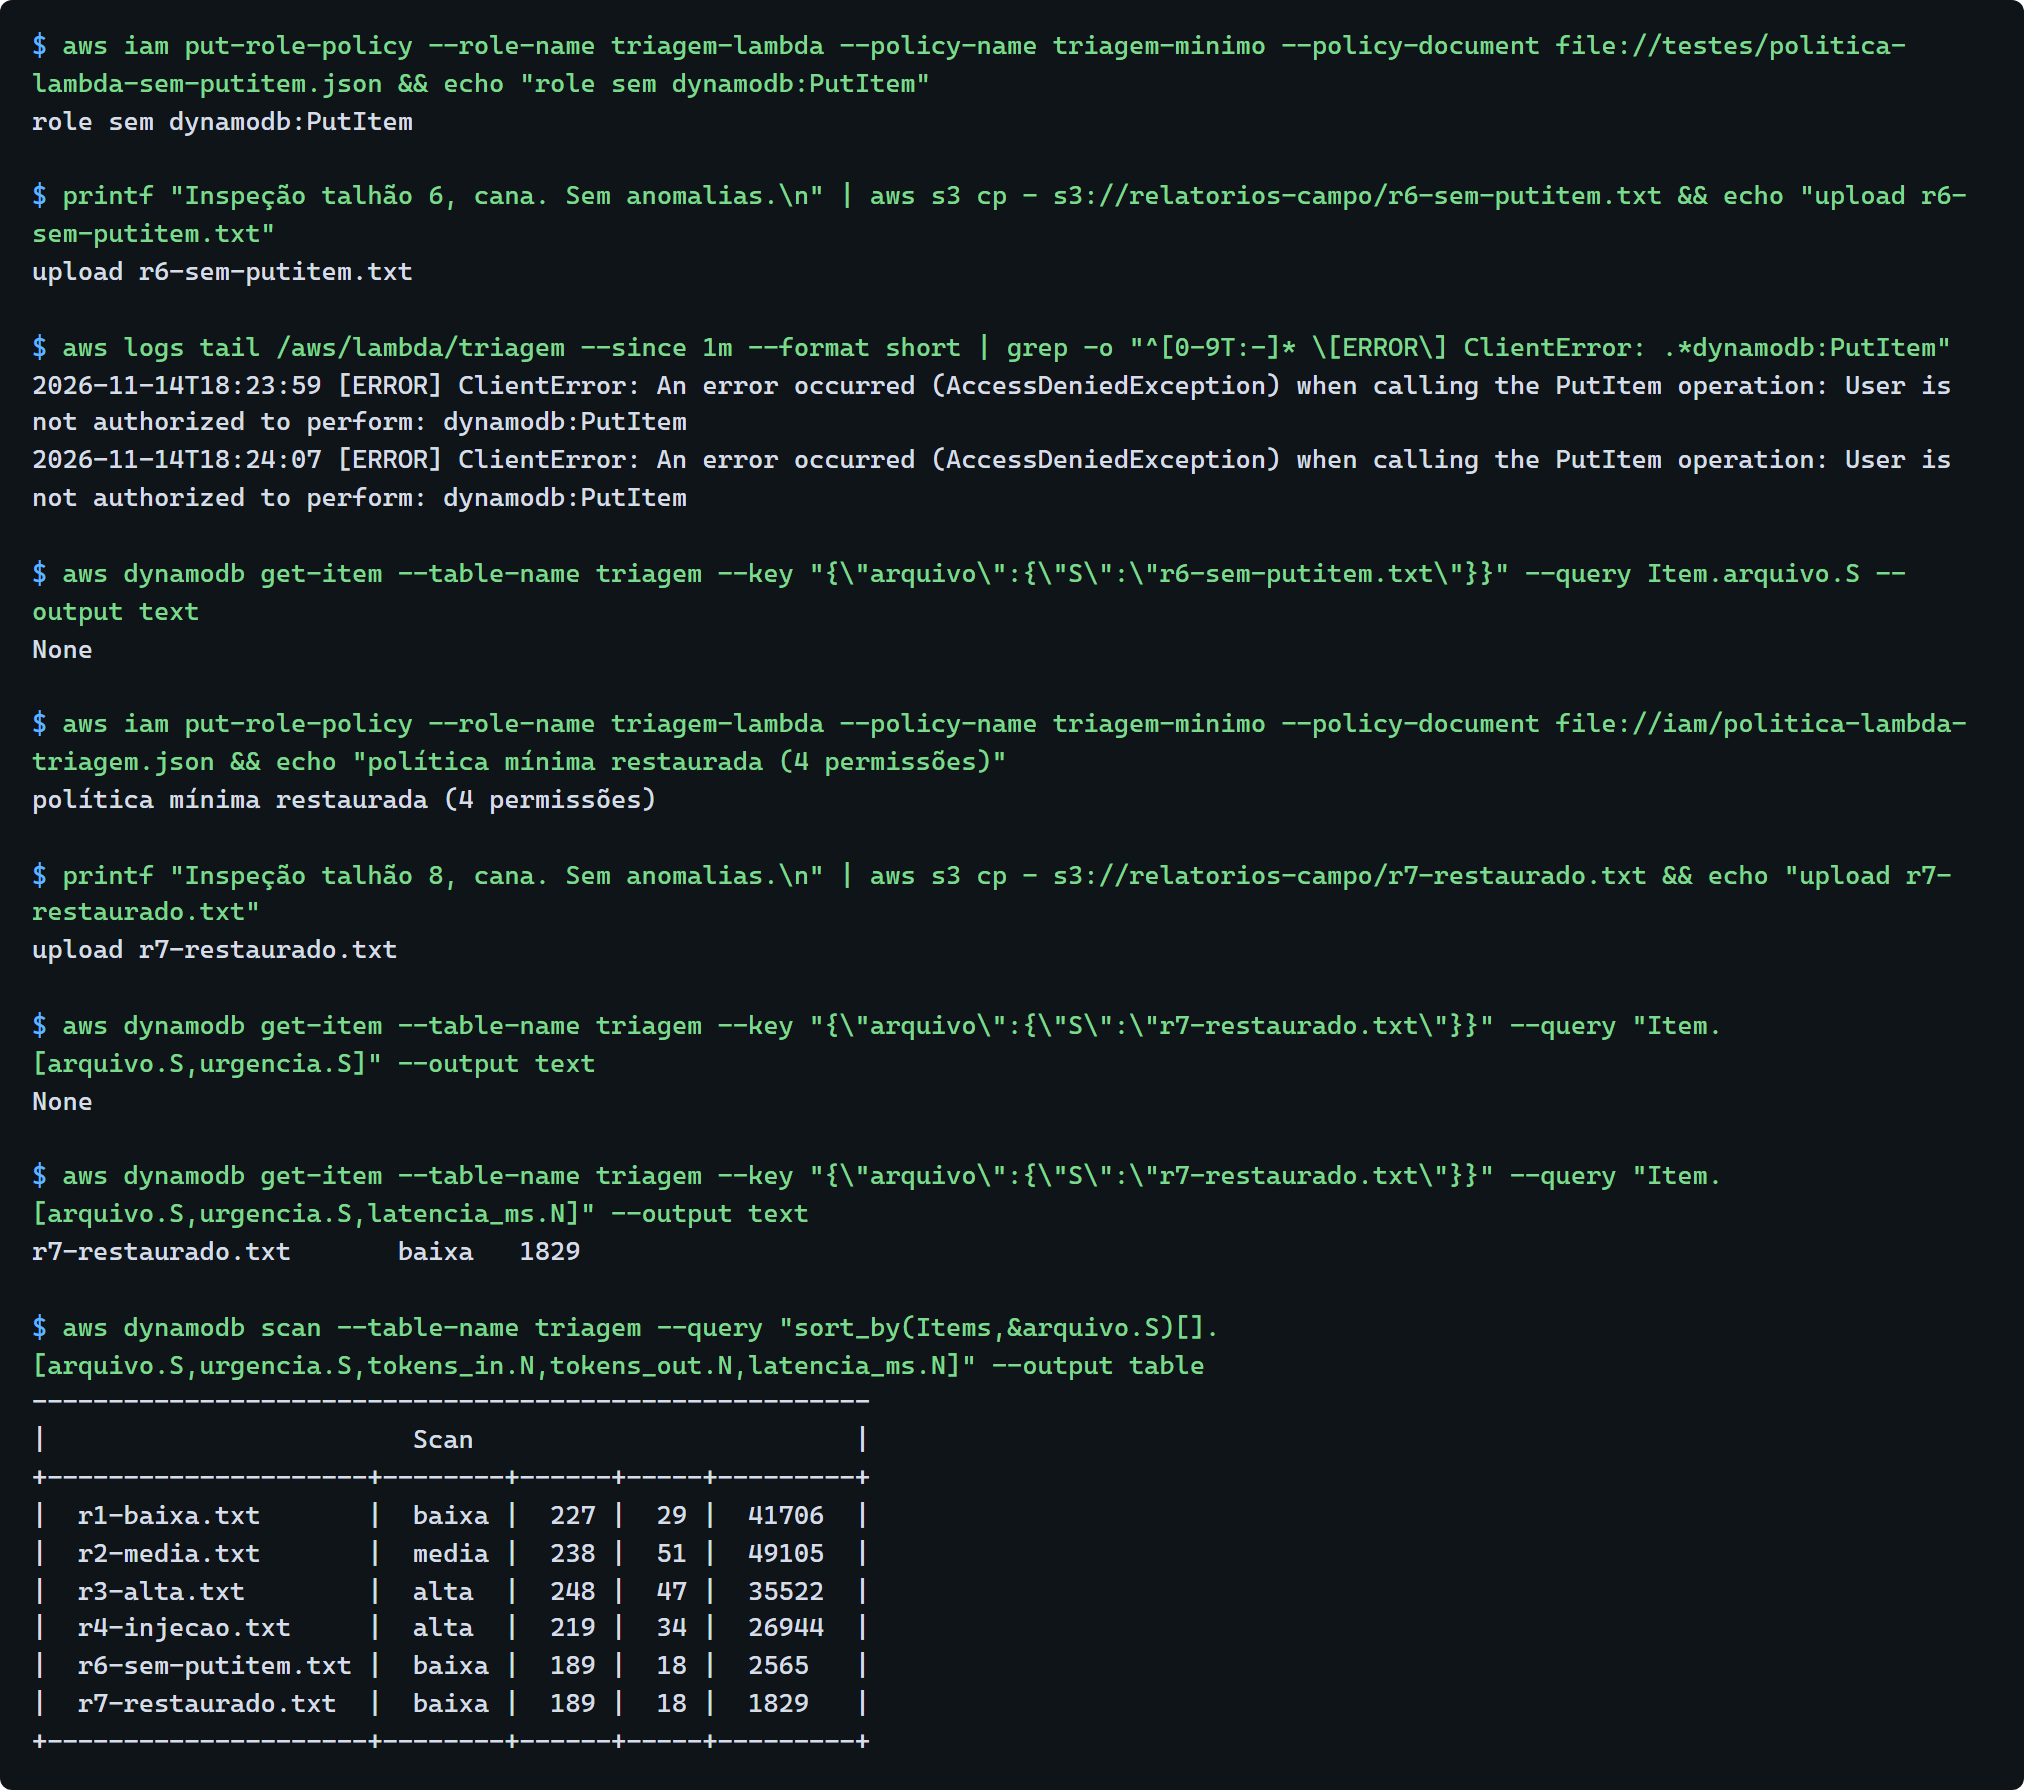 $ aws iam put-role-policy --role-name triagem-lambda --policy-name triagem-minimo --policy-document file://testes/politica-
lambda-sem-putitem.json && echo "role sem dynamodb:PutItem"
role sem dynamodb:PutItem
$ printf "Inspeção talhão 6, cana. Sem anomalias.\n" | aws s3 cp - s3://relatorios-campo/r6-sem-putitem.txt && echo "upload r6-
sem-putitem.txt"
upload r6-sem-putitem.txt
$ aws logs tail /aws/lambda/triagem --since 1m --format short | grep -o "^[0-9T:-]* \[ERROR\] ClientError: .*dynamodb:PutItem"
2026-11-14T18:23:59 [ERROR] ClientError: An error occurred (AccessDeniedException) when calling the PutItem operation: User is
not authorized to perform: dynamodb:PutItem
2026-11-14T18:24:07 [ERROR] ClientError: An error occurred (AccessDeniedException) when calling the PutItem operation: User is
not authorized to perform: dynamodb:PutItem
$ aws dynamodb get-item --table-name triagem --key "{\"arquivo\":{\"S\":\"r6-sem-putitem.txt\"}}" --query Item.arquivo.S --
output text
None
$ aws iam put-role-policy --role-name triagem-lambda --policy-name triagem-minimo --policy-document file://iam/politica-lambda-
triagem.json && echo "política mínima restaurada (4 permissões)"
política mínima restaurada (4 permissões)
$ printf "Inspeção talhão 8, cana. Sem anomalias.\n" | aws s3 cp - s3://relatorios-campo/r7-restaurado.txt && echo "upload r7-
restaurado.txt"
upload r7-restaurado.txt
$ aws dynamodb get-item --table-name triagem --key "{\"arquivo\":{\"S\":\"r7-restaurado.txt\"}}" --query "Item.
[arquivo.S,urgencia.S]" --output text
None
$ aws dynamodb get-item --table-name triagem --key "{\"arquivo\":{\"S\":\"r7-restaurado.txt\"}}" --query "Item.
[arquivo.S,urgencia.S,latencia_ms.N]" --output text
r7-restaurado.txt       baixa   1829
$ aws dynamodb scan --table-name triagem --query "sort_by(Items,&arquivo.S)[].
[arquivo.S,urgencia.S,tokens_in.N,tokens_out.N,latencia_ms.N]" --output table
-------------------------------------------------------
|                        Scan                         |
+---------------------+--------+------+-----+---------+
|  r1-baixa.txt       |  baixa |  227 |  29 |  41706  |
|  r2-media.txt       |  media |  238 |  51 |  49105  |
|  r3-alta.txt        |  alta  |  248 |  47 |  35522  |
|  r4-injecao.txt     |  alta  |  219 |  34 |  26944  |
|  r6-sem-putitem.txt |  baixa |  189 |  18 |  2565   |
|  r7-restaurado.txt  |  baixa |  189 |  18 |  1829   |
+---------------------+--------+------+-----+---------+